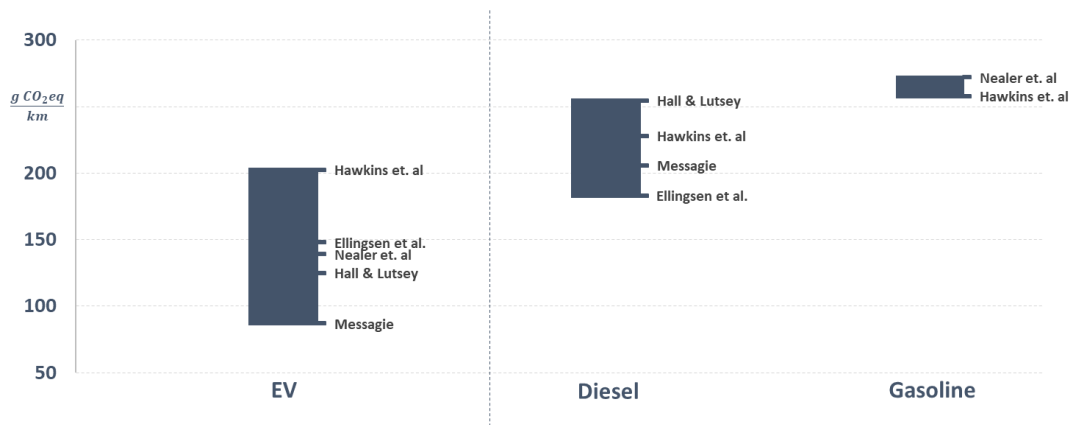 300
g CO₂eq
km
200
150
100
50
Hawkins et. al
Ellingsen et al.
Nealer et. al
Hall & Lutsey
Messagie
Hall & Lutsey
Hawkins et. al
Messagie
Ellingsen et al.
Nealer et. al
Hawkins et. al
EV
Diesel
Gasoline